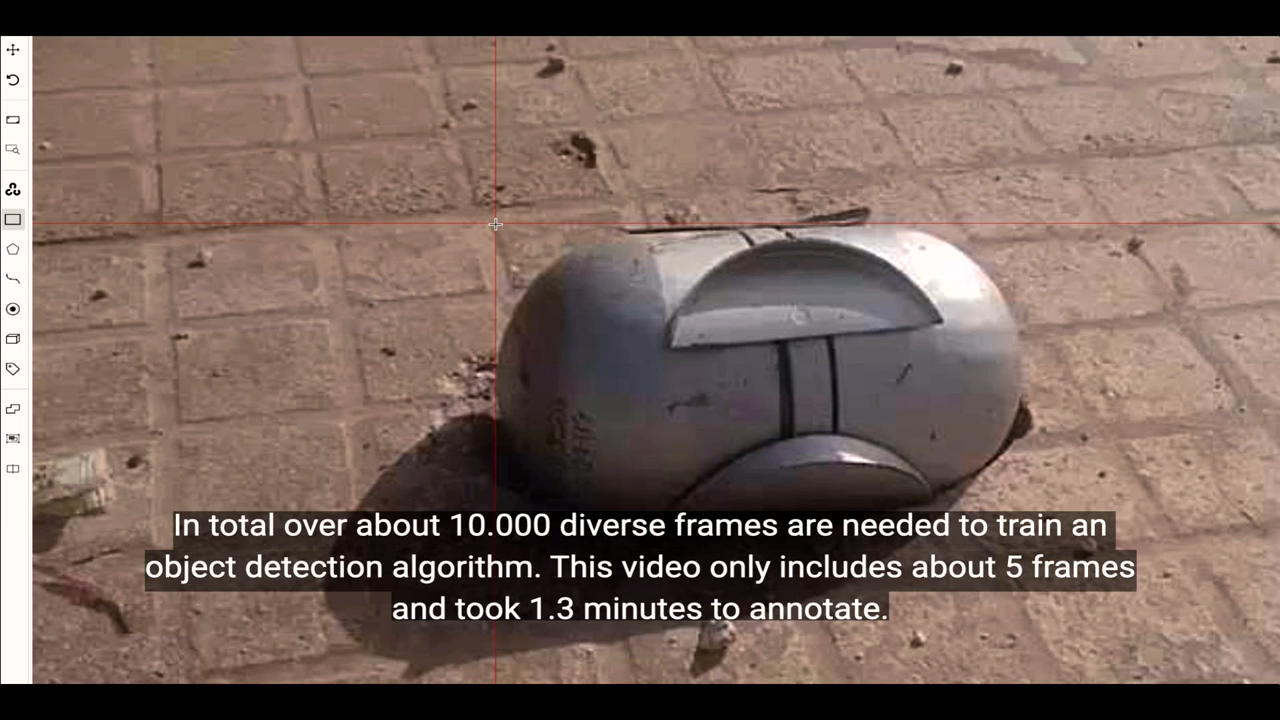 In total over about 10.000 diverse frames are needed to train an
object detection algorithm. This video only includes about 5 frames
and took 1.3 minutes to annotate.